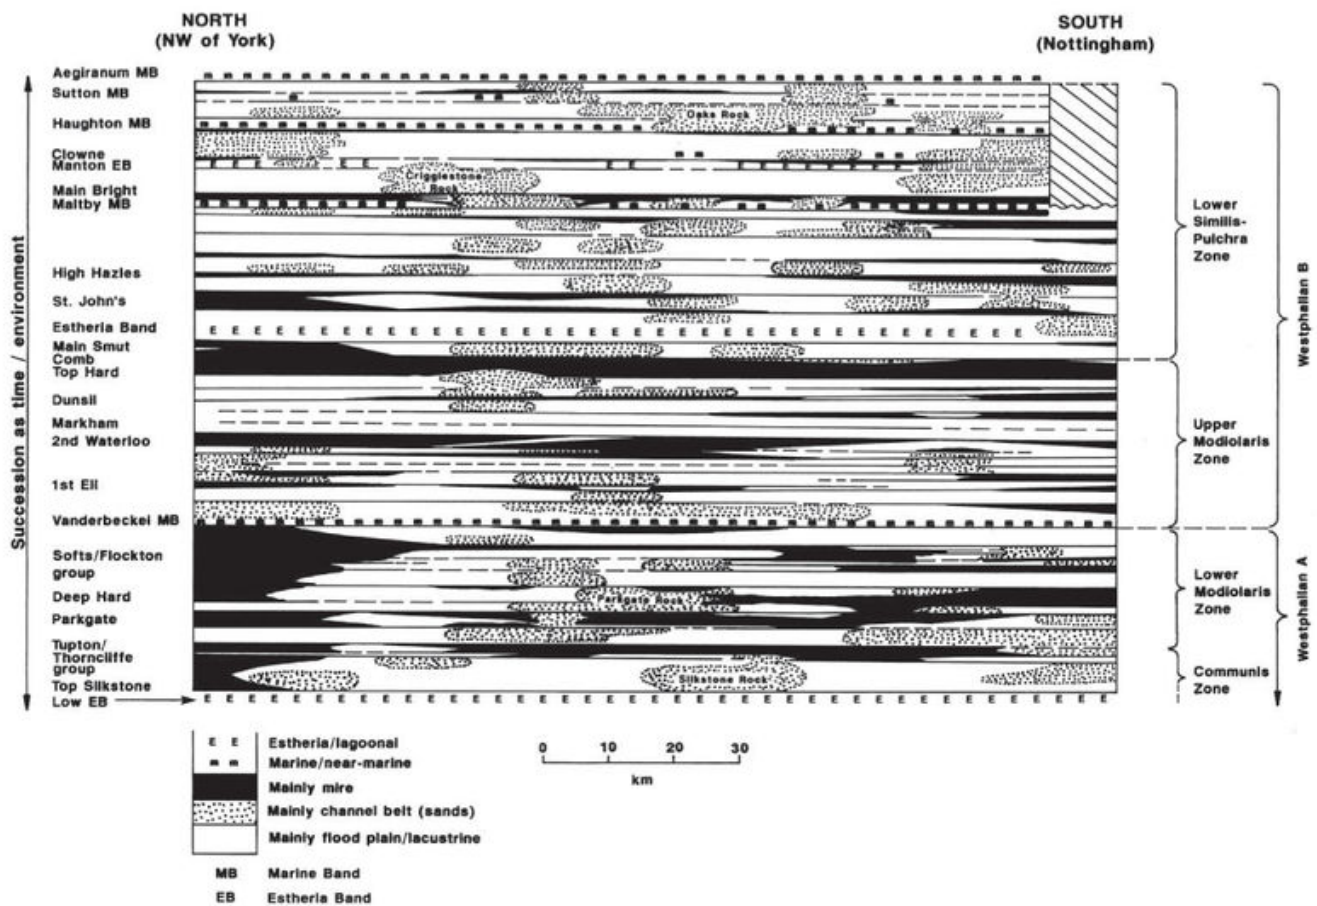 NORTH
(NW of York)
SOUTH
(Nottingham)
Succession as time / environment
Aegiranum MB
Sutton MB
Haughton MB
Clowne
Manton EB
Main Bright
Maltby MB
High Hazles
St. John's
Estheria Band
Main Smut
Comb
Top Hard
Dunsil
Markham
2nd Waterloo
1st Ell
Vanderbeckei MB
Softs/Flockton
group
Deep Hard
Parkgate
Tupton/
Thorncliffe
group
Top Silkstone
Low EB
Oaks Rock
Crigglestone
Rock
Parkgate Rock
Silkstone Rock
Lower
Similis-
Pulchra
Zone
Upper
Modiolaris
Zone
Lower
Modiolaris
Zone
Communis
Zone
Westphalian B
Westphalian A
E E Estheria/lagoonal
Marine/near-marine
Mainly mire
Mainly channel belt (sands)
Mainly flood plain/lacustrine
MB Marine Band
EB Estheria Band
0 10 20 30
km